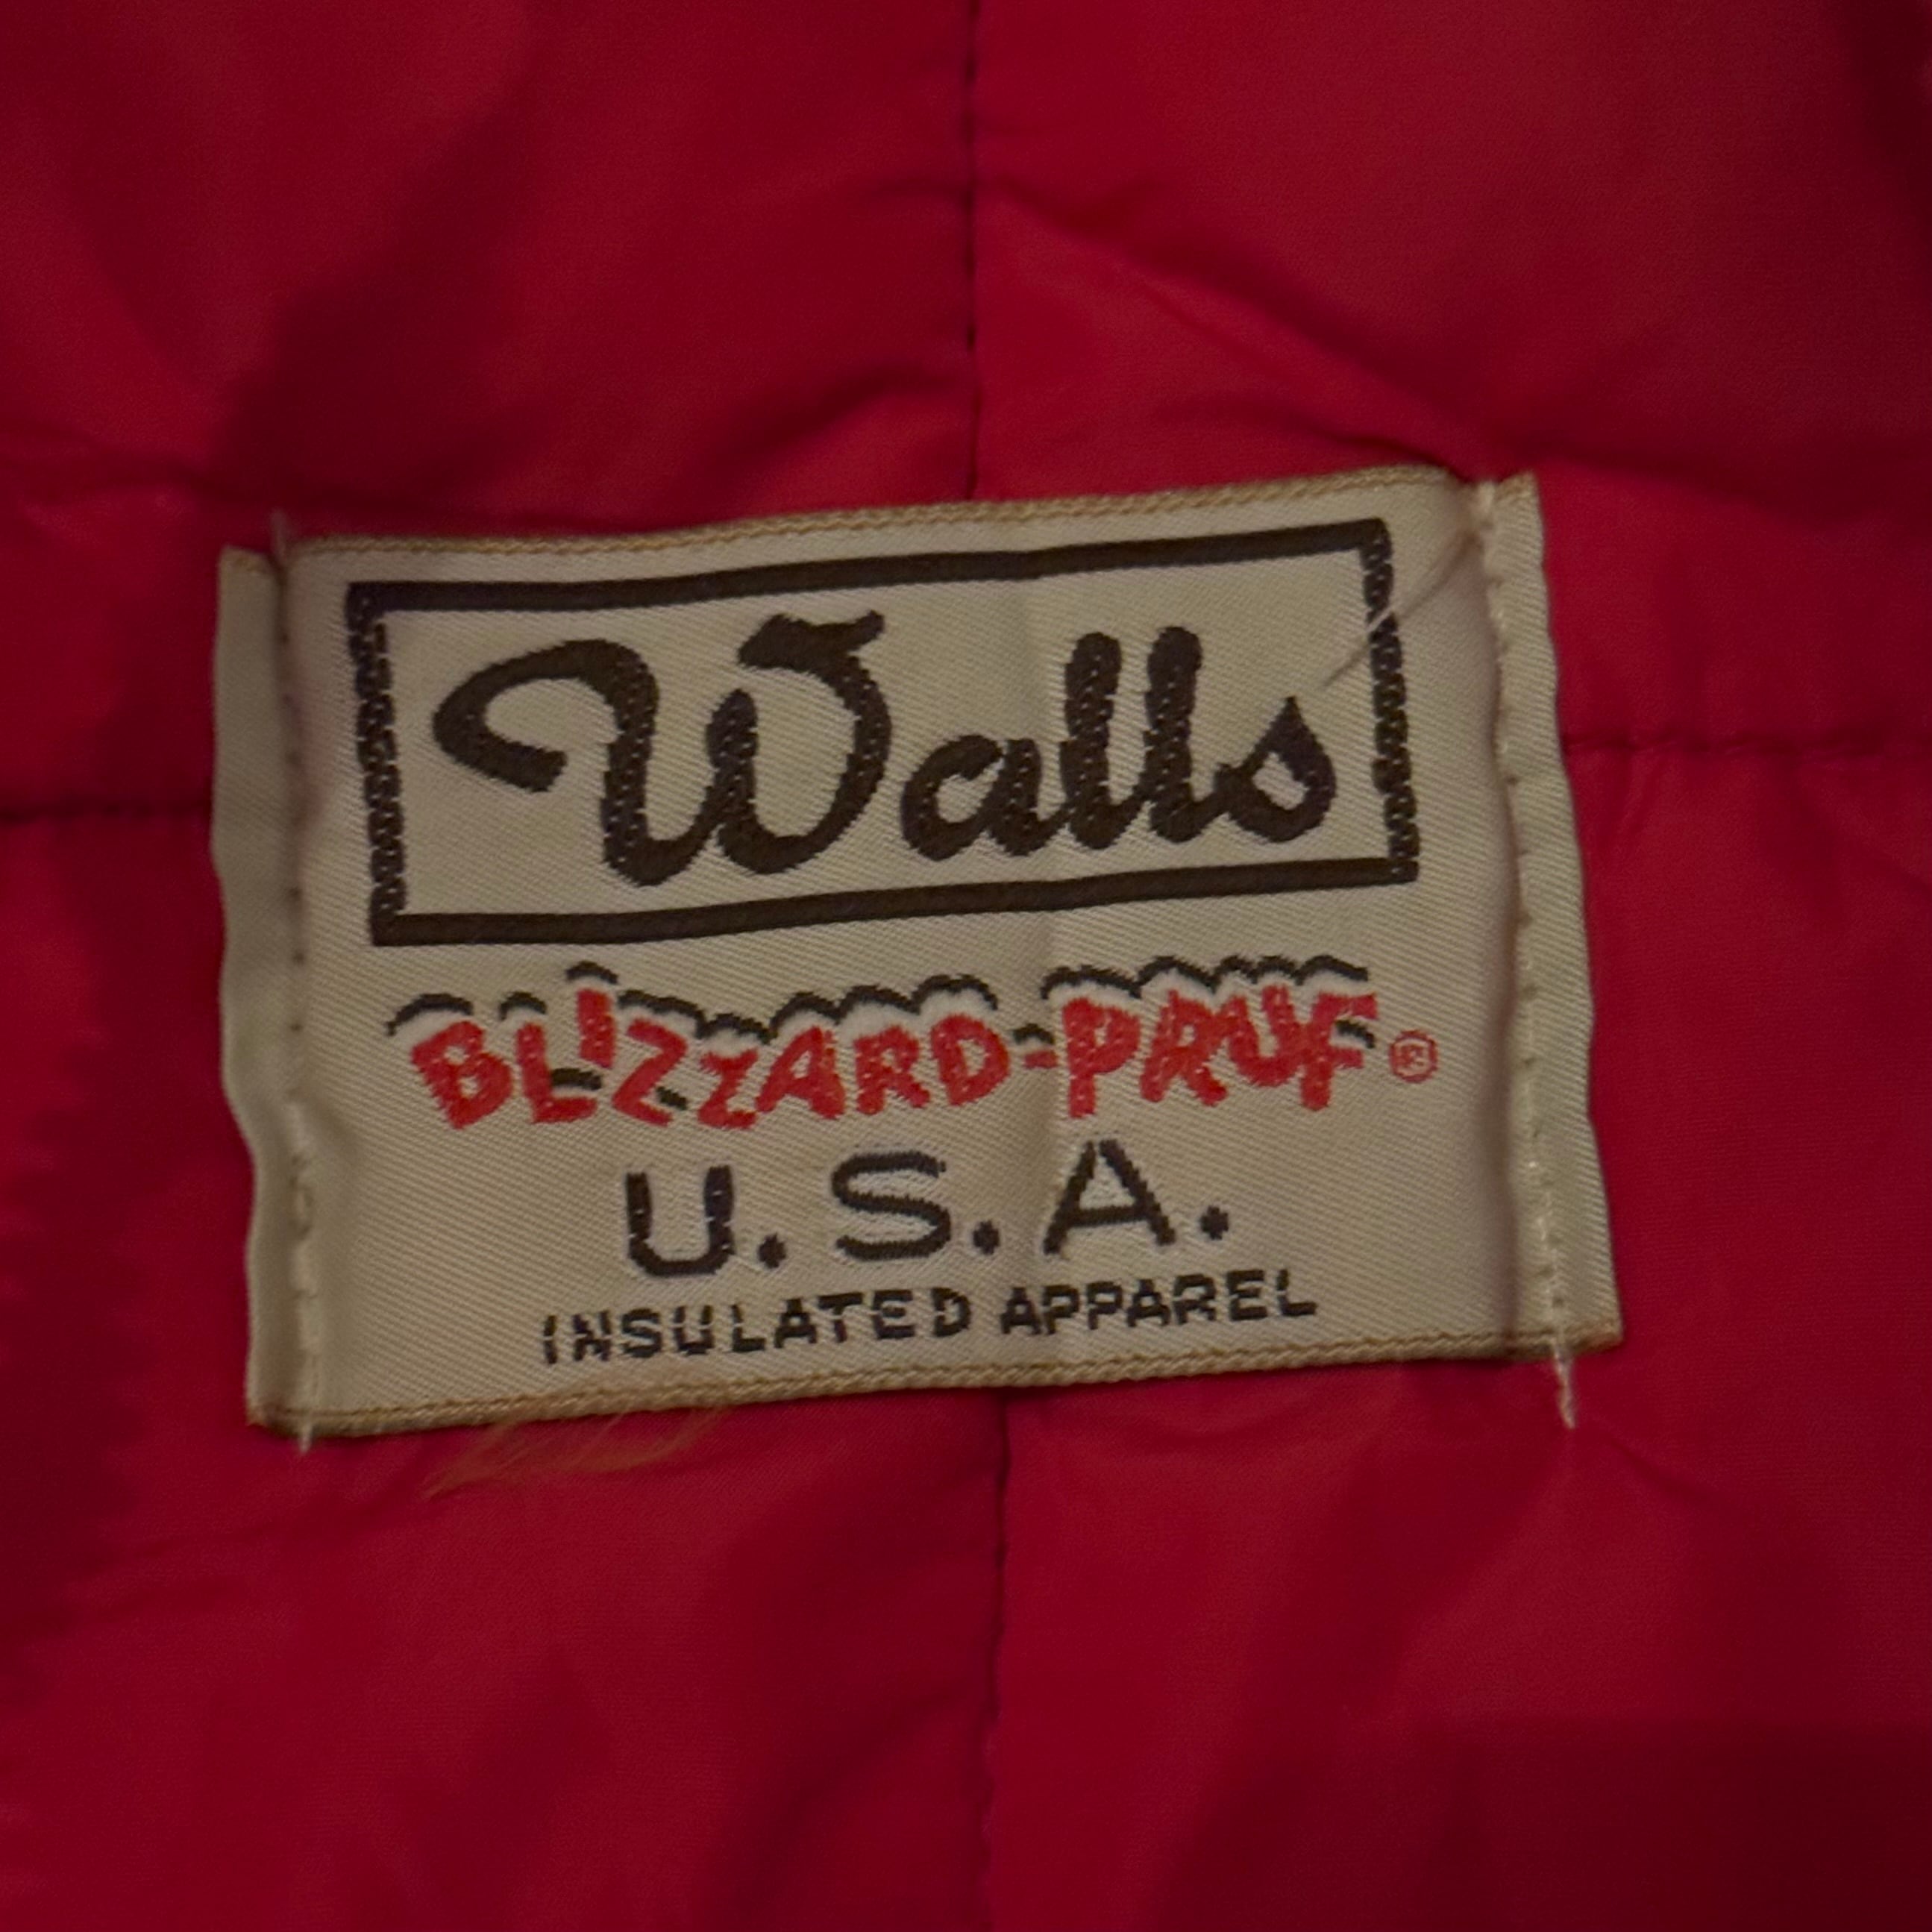 Walls
BLIZZARD-PRUF®
U.S.A.
INSULATED APPAREL